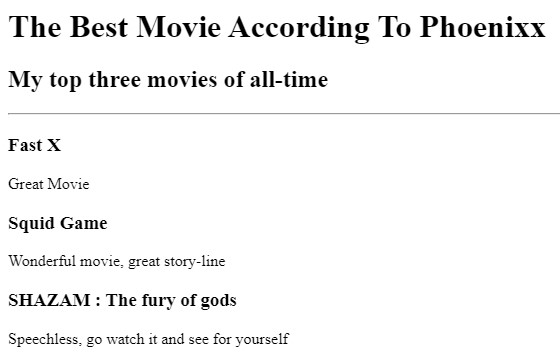 The Best Movie According To Phoenixx
My top three movies of all-time
Fast X
Great Movie
Squid Game
Wonderful movie, great story-line
SHAZAM : The fury of gods
Speechless, go watch it and see for yourself